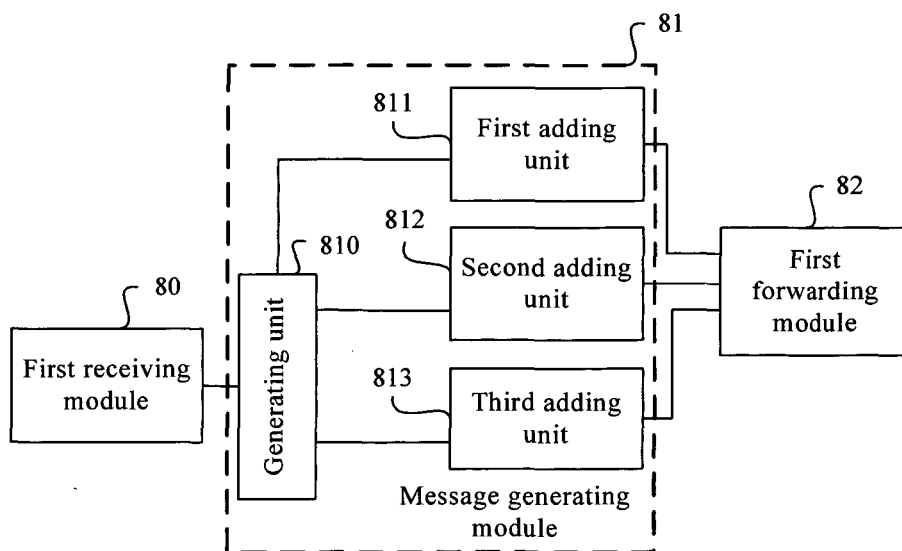 81
811
First adding
unit
82
First
forwarding
module
812
Second adding
unit
810
Generating unit
80
First receiving
module
813
Third adding
unit
Message generating
module